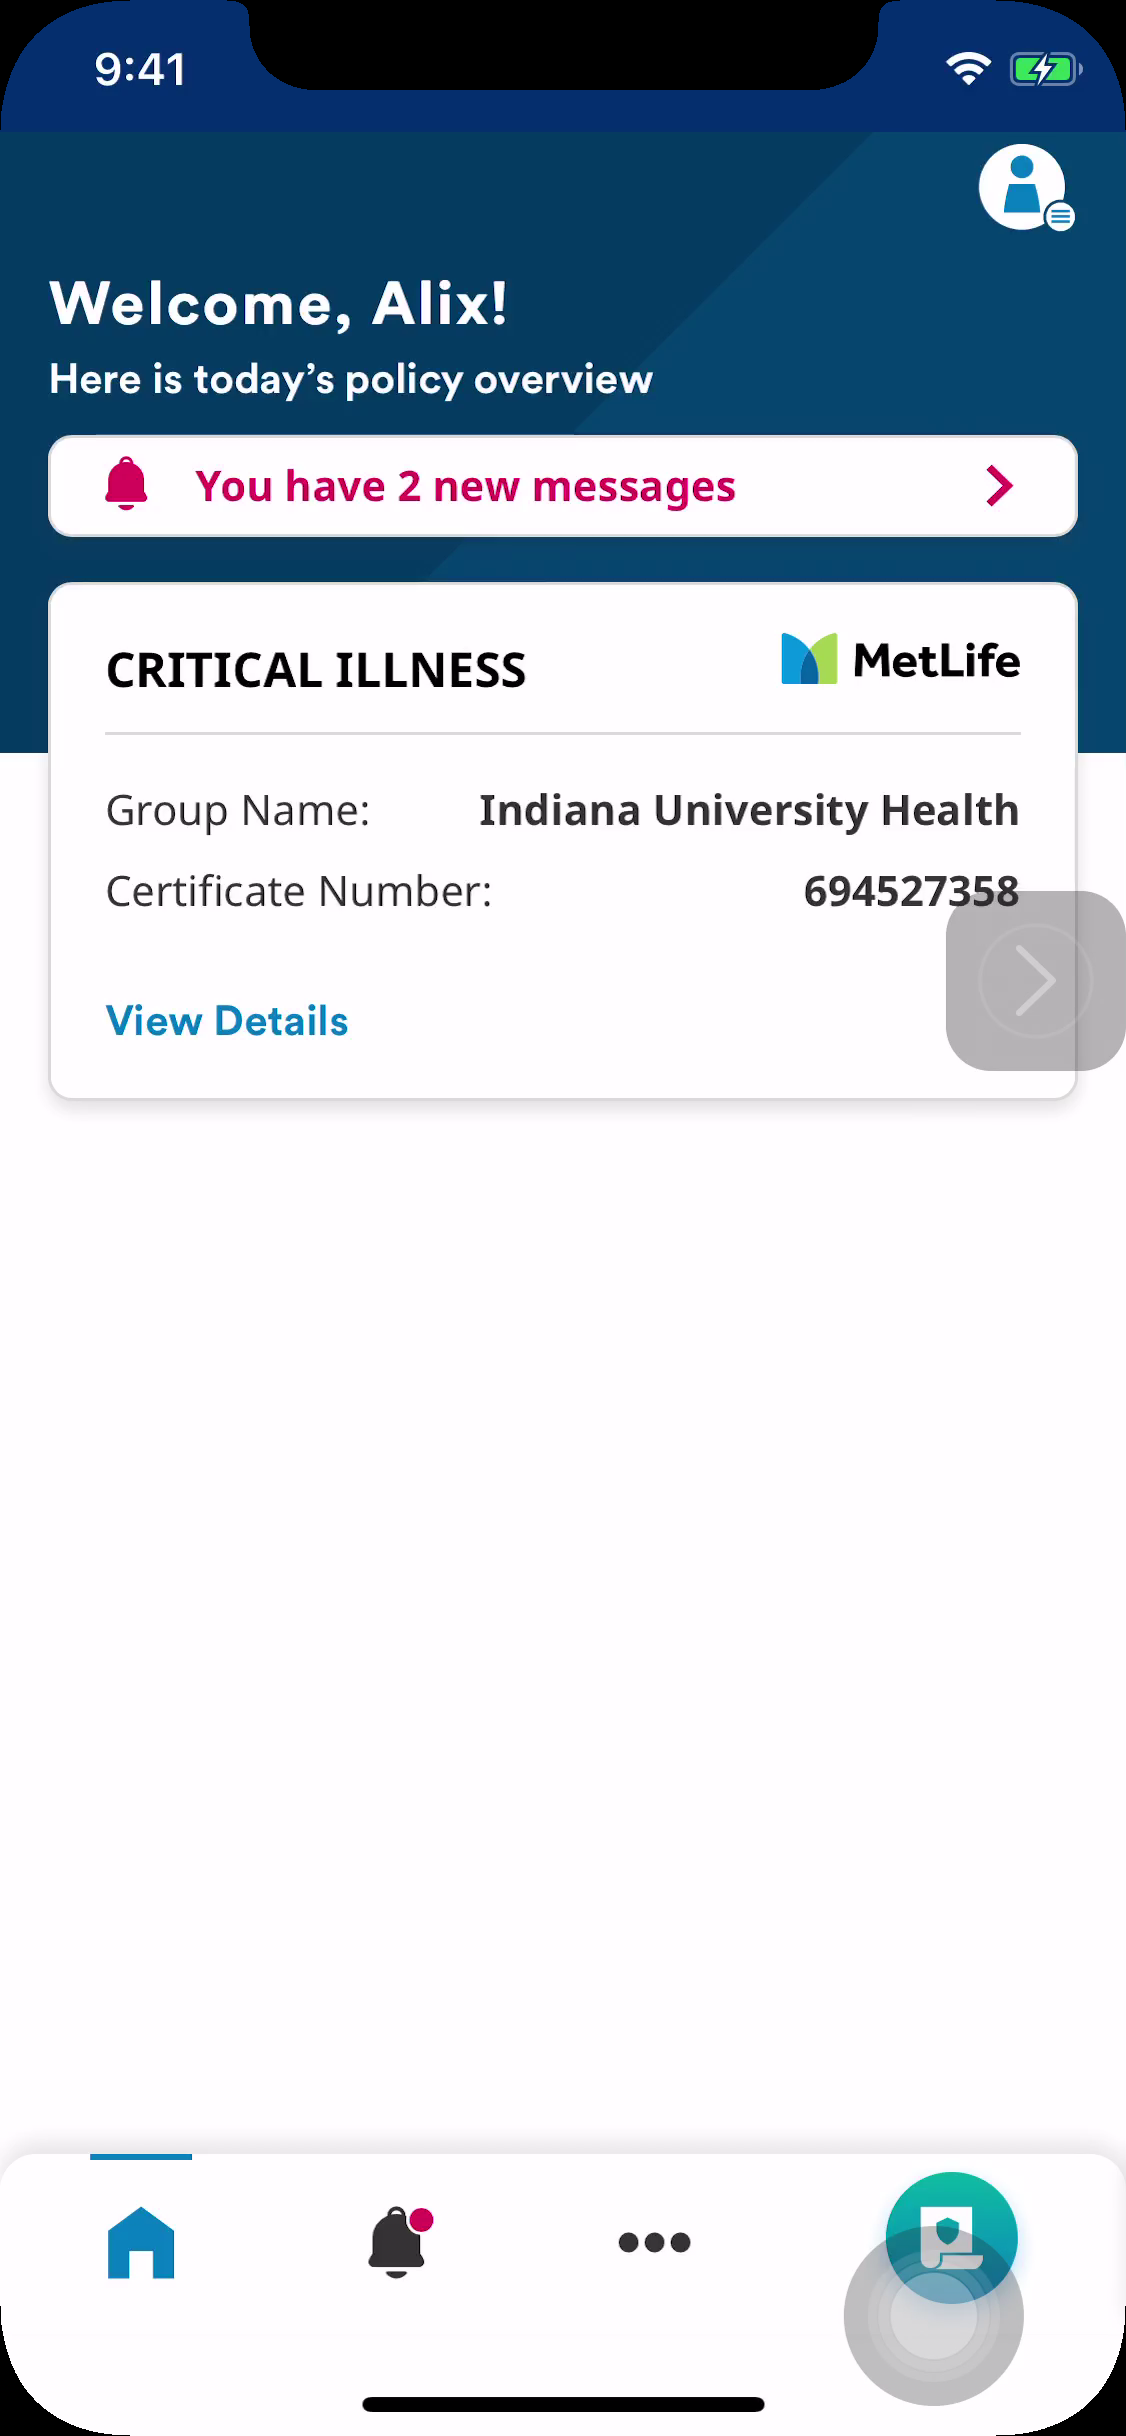 9:41
Welcome, Alix!
Here is today's policy overview
You have 2 new messages
CRITICAL ILLNESS
MetLife
Group Name: Indiana University Health
Certificate Number: 694527358
View Details